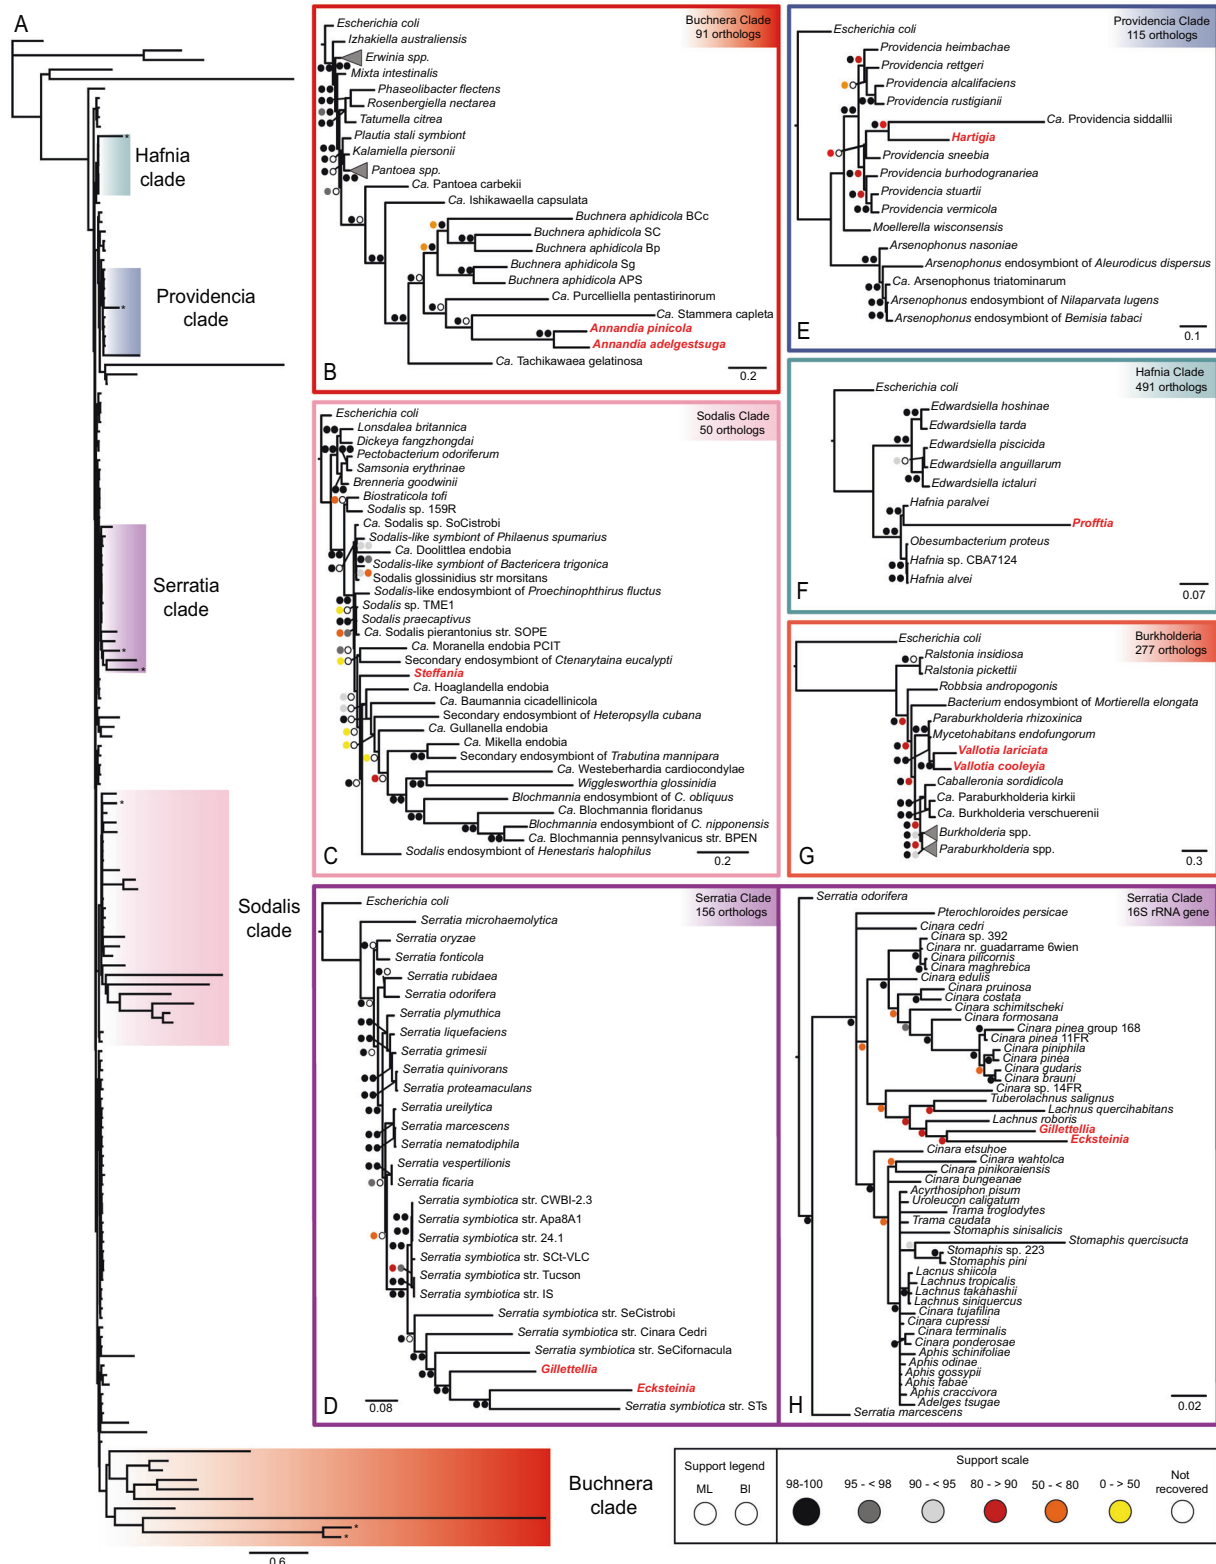 A
Hafnia
clade
*
Providencia
clade
*
Serratia
clade
*
*
Sodalis
clade
*
Buchnera
clade
*
*
0.6
Buchnera Clade
91 orthologs
Escherichia coli
Izhakiella australiensis
Erwinia spp.
Mixta intestinalis
Phaseolibacter flectens
Rosenbergiella nectarea
Tatumella citrea
Plautia stali symbiont
Kalamiella piersonii
Pantoea spp.
Ca. Pantoea carbekii
Ca. Ishikawaella capsulata
Buchnera aphidicola BCc
Buchnera aphidicola SC
Buchnera aphidicola Bp
Buchnera aphidicola Sg
Buchnera aphidicola APS
Ca. Purcelliella pentastirinorum
Ca. Stammera capleta
Annandia pinicola
Annandia adelgestsuga
Ca. Tachikawaea gelatinosa
B
0.2
Sodalis Clade
50 orthologs
Escherichia coli
Lonsdalea britannica
Dickeya fangzhongdai
Pectobacterium odoriferum
Samsonia erythrinae
Brenneria goodwinii
Biostraticola tofi
Sodalis sp. 159R
Ca. Sodalis sp. SoCistrobi
Sodalis-like symbiont of Philaenus spumarius
Ca. Doolittlea endobia
Sodalis-like symbiont of Bactericera trigonica
Sodalis glossinidius str morsitans
Sodalis-like endosymbiont of Proechinophthirus fluctus
Sodalis sp. TME1
Sodalis praecaptivus
Ca. Sodalis pierantonius str. SOPE
Ca. Moranella endobia PCIT
Secondary endosymbiont of Ctenarytaina eucalypti
Steffania
Ca. Hoaglandella endobia
Ca. Baumannia cicadellinicola
Secondary endosymbiont of Heteropsylla cubana
Ca. Gullanella endobia
Ca. Mikella endobia
Secondary endosymbiont of Trabutina mannipara
Ca. Westeberhardia cardiocondylae
Wigglesworthia glossinidia
Blochmannia endosymbiont of C. obliquus
Ca. Blochmannia floridanus
Blochmannia endosymbiont of C. nipponensis
Ca. Blochmannia pennsylvanicus str. BPEN
Sodalis endosymbiont of Henestaris halophilus
C
0.2
Serratia Clade
156 orthologs
Escherichia coli
Serratia microhaemolytica
Serratia oryzae
Serratia fonticola
Serratia rubidaea
Serratia odorifera
Serratia plymuthica
Serratia liquefaciens
Serratia grimesii
Serratia quinivorans
Serratia proteamaculans
Serratia ureilytica
Serratia marcescens
Serratia nematodiphila
Serratia vespertilionis
Serratia ficaria
Serratia symbiotica str. CWBI-2.3
Serratia symbiotica str. Apa8A1
Serratia symbiotica str. 24.1
Serratia symbiotica str. SCt-VLC
Serratia symbiotica str. Tucson
Serratia symbiotica str. IS
Serratia symbiotica str. SeCistrobi
Serratia symbiotica str. Cinara Cedri
Serratia symbiotica str. SeCifornacula
Gillettellia
Ecksteinia
Serratia symbiotica str. STs
D
0.08
Providencia Clade
115 orthologs
Escherichia coli
Providencia heimbachae
Providencia rettgeri
Providencia alcalifaciens
Providencia rustigianii
Ca. Providencia siddallii
Hartigia
Providencia sneebia
Providencia burhodogranariea
Providencia stuartii
Providencia vermicola
Moellerella wisconsensis
Arsenophonus nasoniae
Arsenophonus endosymbiont of Aleurodicus dispersus
Ca. Arsenophonus triatominarum
Arsenophonus endosymbiont of Nilaparvata lugens
Arsenophonus endosymbiont of Bemisia tabaci
E
0.1
Hafnia Clade
491 orthologs
Escherichia coli
Edwardsiella hoshinae
Edwardsiella tarda
Edwardsiella piscicida
Edwardsiella anguillarum
Edwardsiella ictaluri
Hafnia paralvei
Proffttia
Obesumbacterium proteus
Hafnia sp. CBA7124
Hafnia alvei
F
0.07
Burkholderia
277 orthologs
Escherichia coli
Ralstonia insidiosa
Ralstonia pickettii
Robbsia andropogonis
Bacterium endosymbiont of Mortierella elongata
Paraburkholderia rhizoxinica
Mycetohabitans endofungorum
Vallotia lariciata
Vallotia cooleyia
Caballeronia sordidicola
Ca. Paraburkholderia kirkii
Ca. Burkholderia verschuerenii
Burkholderia spp.
Paraburkholderia spp.
G
0.3
Serratia Clade
16S rRNA gene
Serratia odorifera
Pterochloroides persicae
Cinara cedri
Cinara sp. 392
Cinara nr. guadarrame 6wien
Cinara pilicornis
Cinara maghrebica
Cinara edulis
Cinara pruinosa
Cinara costata
Cinara schimitscheki
Cinara formosana
Cinara pinea group 168
Cinara pinea 11FR
Cinara piniphila
Cinara pinea
Cinara gudaris
Cinara brauni
Cinara sp. 14FR
Tuberolachnus salignus
Lachnus quercihabitans
Lachnus roboris
Gillettellia
Ecksteinia
Cinara etsuhoe
Cinara wahtolca
Cinara pinikoraiensis
Cinara bungeanae
Acyrthosiphon pisum
Uroleucon caligatum
Trama troglodytes
Trama caudata
Stomaphis sinisalicis
Stomaphis quercisucta
Stomaphis sp. 223
Stomaphis pini
Lachnus shiicola
Lachnus tropicalis
Lachnus takahashii
Lachnus siniquercus
Cinara tujafilina
Cinara cupressi
Cinara terminalis
Cinara ponderosae
Aphis schinifoliae
Aphis odinae
Aphis gossypii
Aphis fabae
Aphis craccivora
Adelges tsugae
Serratia marcescens
H
0.02
Support legend
ML BI
Support scale
98-100 95 - <98 90 - <95 80 - >90 50 - <80 0 - >50 Not
recovered